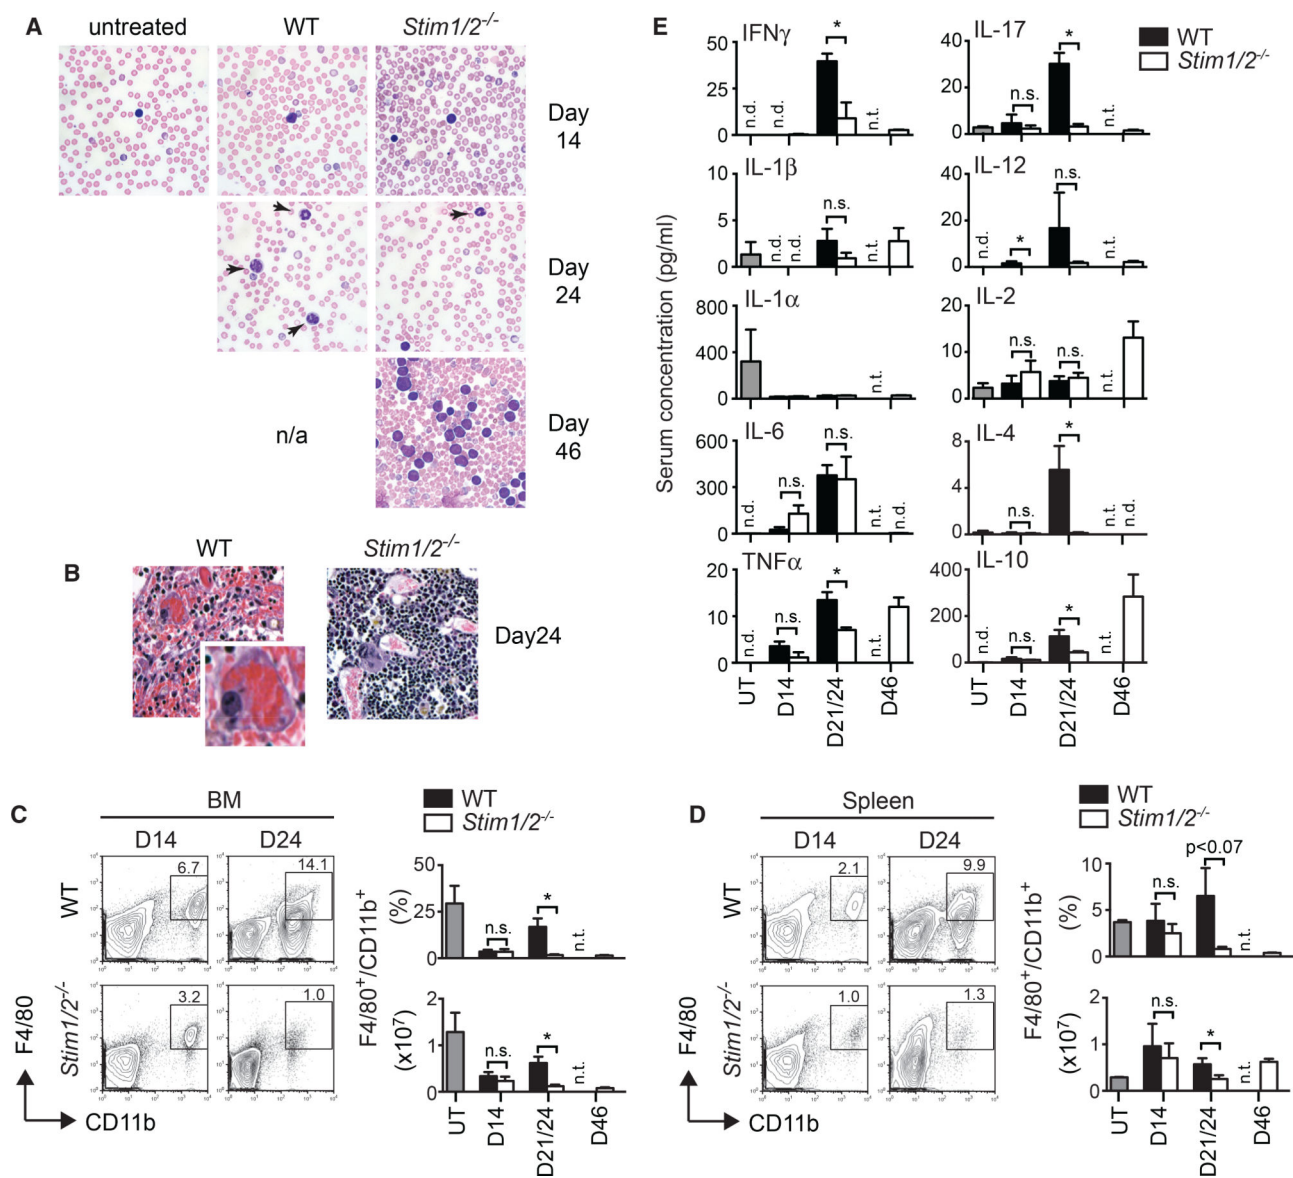 A
untreated
WT
Stim1/2-/-
Day
14
Day
24
n/a
Day
46
B
WT
Stim1/2-/-
Day24
C
BM
WT
Stim1/2-/-
D14
D24
WT
6.7
14.1
Stim1/2-/-
3.2
1.0
F4/80
CD11b
F4/80+/CD11b+
(%)
50
25
0
n.s.
*
n.t.
(x10⁷)
2
1
0
n.s.
*
n.t.
UT
D14
D21/24
D46
D
Spleen
WT
Stim1/2-/-
D14
D24
WT
2.1
9.9
Stim1/2-/-
1.0
1.3
F4/80
CD11b
F4/80+/CD11b+
(%)
10
5
0
n.s.
p<0.07
n.t.
(x10⁷)
2
1
0
n.s.
*
n.t.
UT
D14
D21/24
D46
E
WT
Stim1/2-/-
Serum concentration (pg/ml)
IFNγ
50
25
0
n.d.
n.d.
*
n.t.
IL-17
40
20
0
n.s.
*
n.t.
IL-1β
10
5
0
n.d.
n.d.
n.s.
n.t.
IL-12
40
20
0
n.d.
*
n.s.
n.t.
IL-1α
800
400
0
n.t.
IL-2
20
10
0
n.s.
n.s.
n.t.
IL-6
600
300
0
n.d.
n.s.
n.s.
n.t.
n.d.
IL-4
8
4
0
n.s.
*
n.t.
n.d.
TNFα
20
10
0
n.d.
n.s.
*
n.t.
IL-10
400
200
0
n.d.
n.s.
*
n.t.
UT
D14
D21/24
D46
UT
D14
D21/24
D46